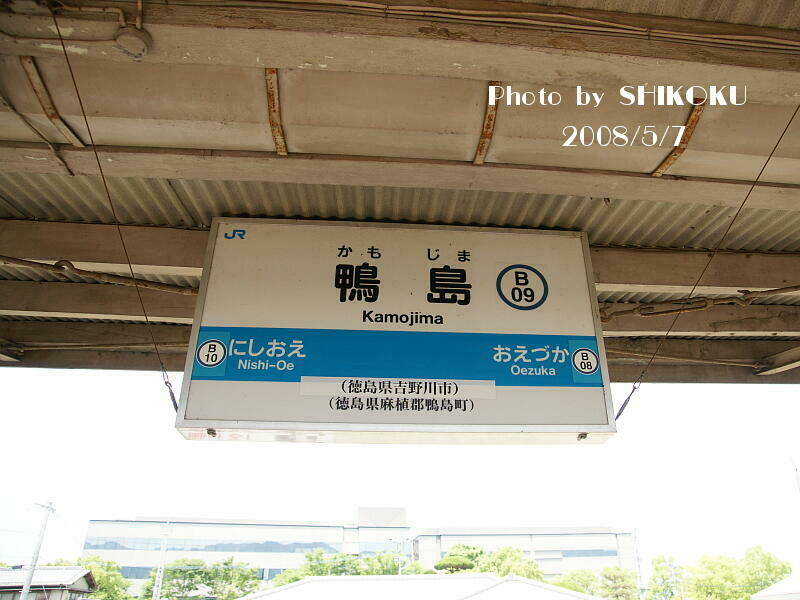 Photo by SHIKOKU
2008/5/7
JR
かも じま
鴨 島
B
09
Kamojima
B
10
にしおえ
Nishi-Oe
おえづか
Oezuka
B
08
（徳島県吉野川市）
（徳島県麻植郡鴨島町）